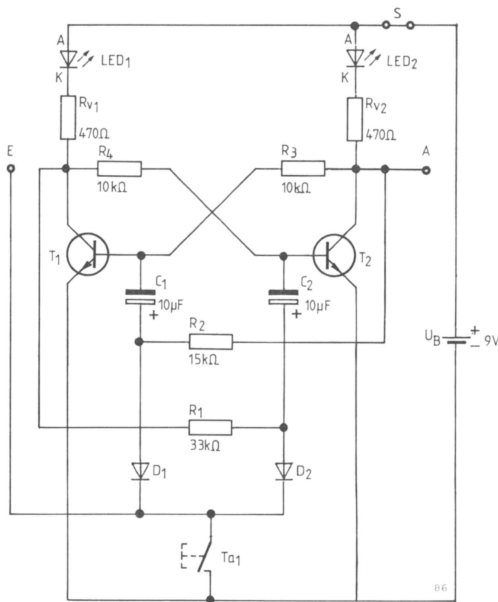 S
A
A
LED1
LED2
K
K
Rv1
Rv2
470Ω
470Ω
E
R4
R3
A
10kΩ
10kΩ
T1
T2
C1
C2
10µF
10µF
+
+
R2
15kΩ
UB
+
− 9V
R1
33kΩ
D1
D2
Ta1
86